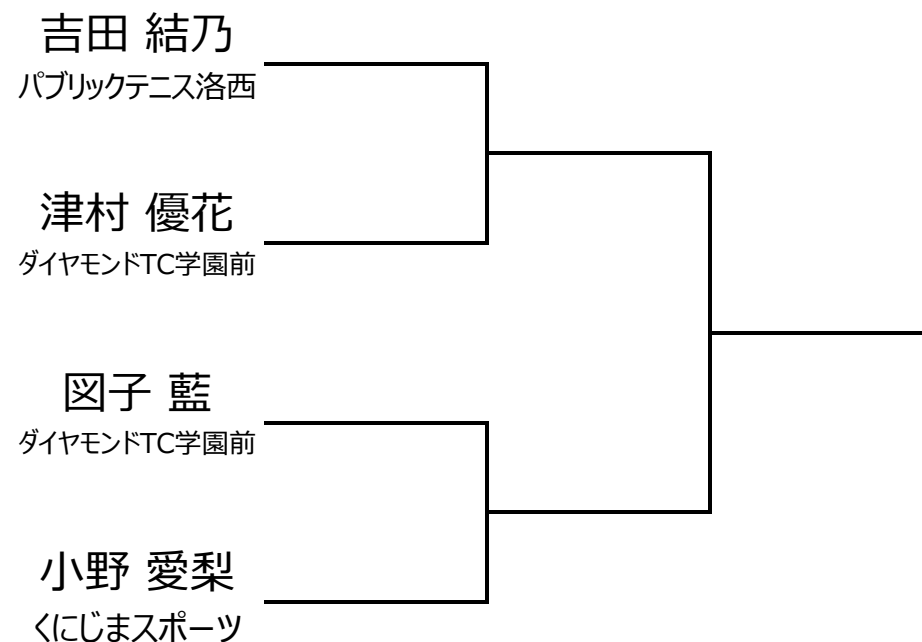 吉田 結乃
パブリックテニス洛西
津村 優花
ダイヤモンドTC学園前
図子 藍
ダイヤモンドTC学園前
小野 愛梨
くにじまスポーツ